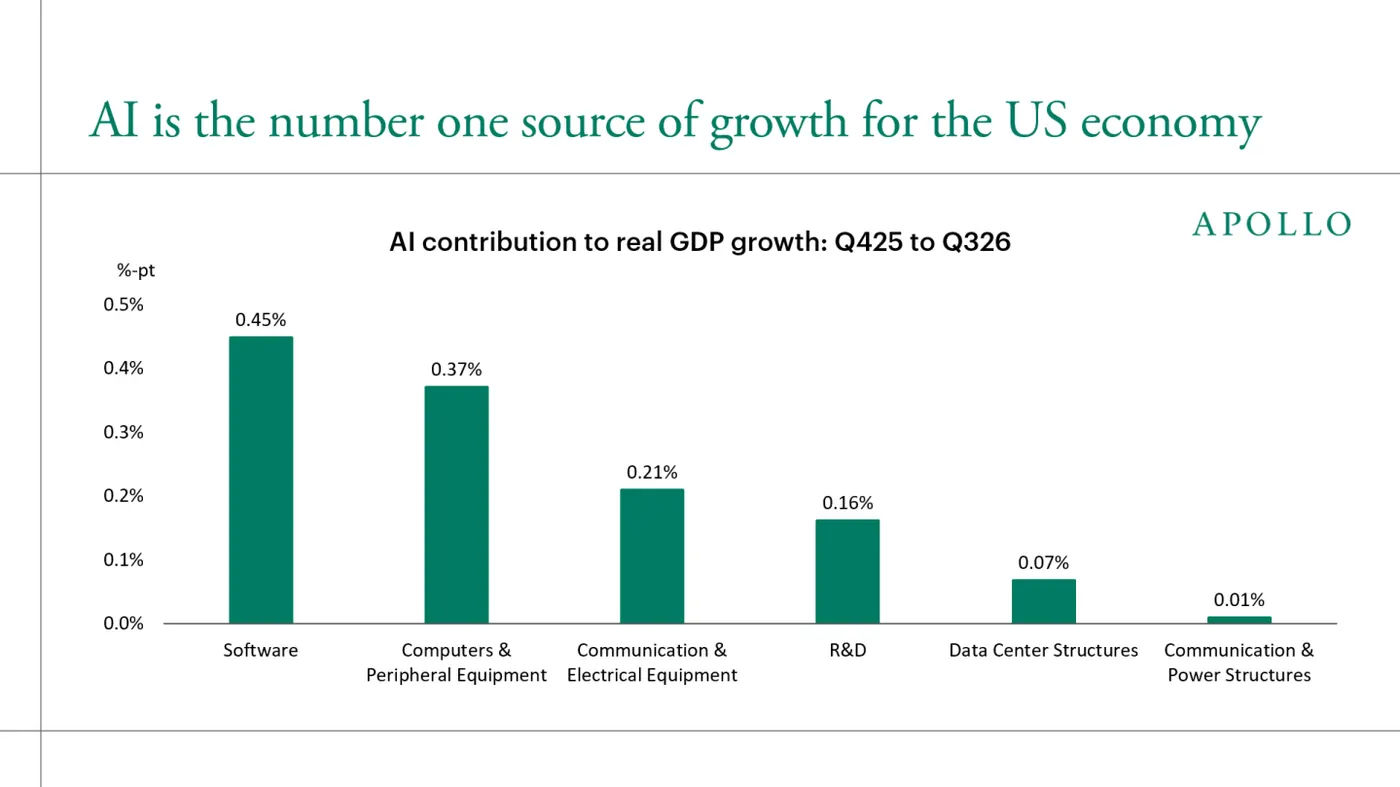 AI is the number one source of growth for the US economy
APOLLO
AI contribution to real GDP growth: Q425 to Q326
%-pt
0.5%
0.4%
0.3%
0.2%
0.1%
0.0%
0.45%
0.37%
0.21%
0.16%
0.07%
0.01%
Software
Computers &
Peripheral Equipment
Communication &
Electrical Equipment
R&D
Data Center Structures
Communication &
Power Structures